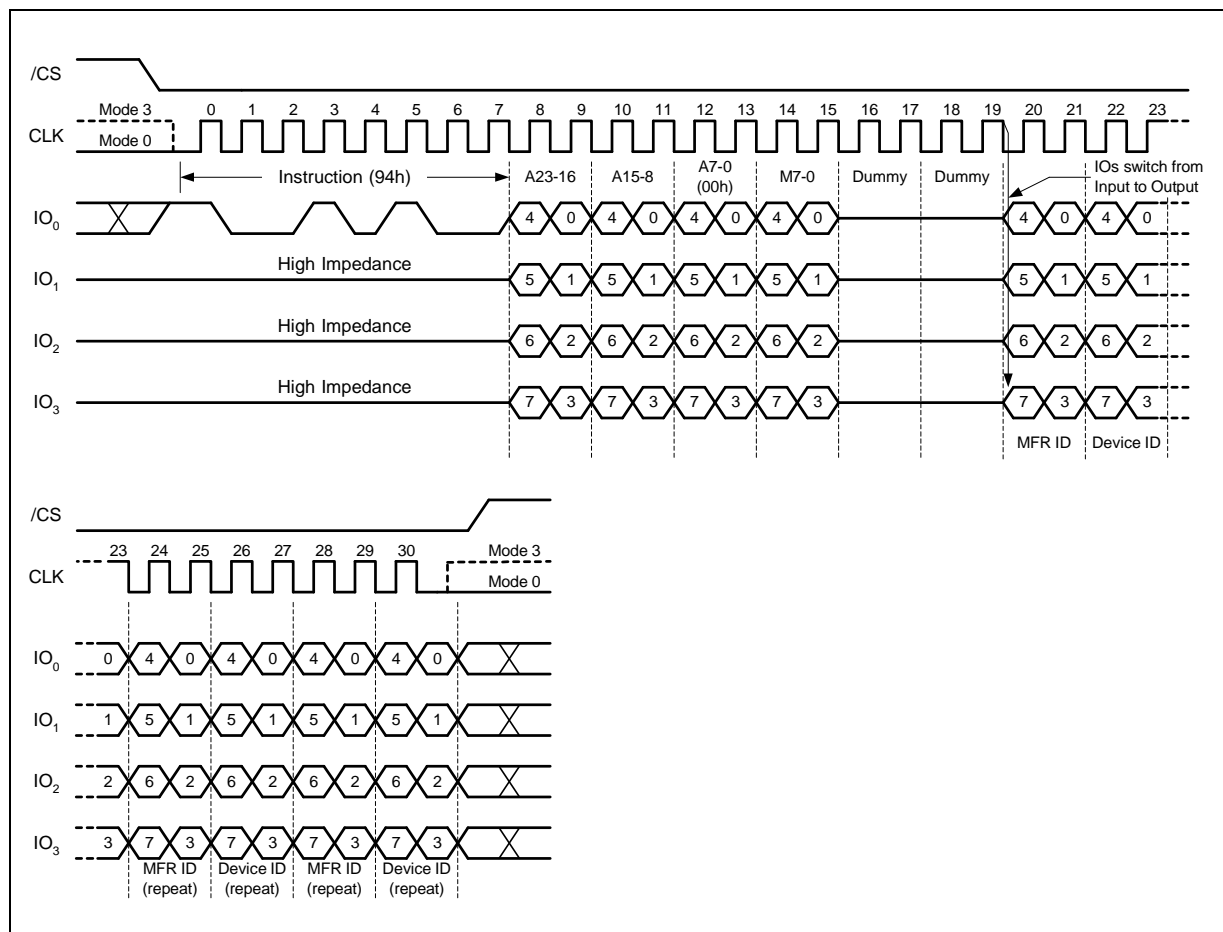 /CS
Mode 3 0 1 2 3 4 5 6 7 8 9 10 11 12 13 14 15 16 17 18 19 20 21 22 23
CLK Mode 0
Instruction (94h) A23-16 A15-8 A7-0 (00h) M7-0 Dummy Dummy IOs switch from Input to Output
IO0 4 0 4 0 4 0 4 0 4 0 4 0
High Impedance
IO1 5 1 5 1 5 1 5 1 5 1 5 1
High Impedance
IO2 6 2 6 2 6 2 6 2 6 2 6 2
High Impedance
IO3 7 3 7 3 7 3 7 3 7 3 7 3
MFR ID Device ID
/CS
23 24 25 26 27 28 29 30 Mode 3
CLK Mode 0
IO0 0 4 0 4 0 4 0 4 0
IO1 1 5 1 5 1 5 1 5 1
IO2 2 6 2 6 2 6 2 6 2
IO3 3 7 3 7 3 7 3 7 3
MFR ID Device ID MFR ID Device ID
(repeat) (repeat) (repeat) (repeat)